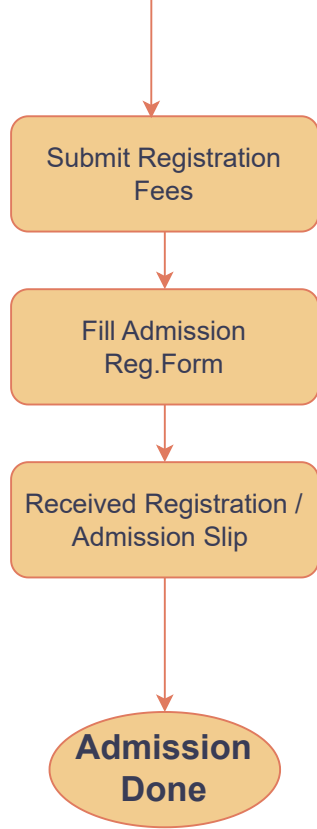 Submit Registration
Fees
Fill Admission
Reg.Form
Received Registration /
Admission Slip
Admission
Done